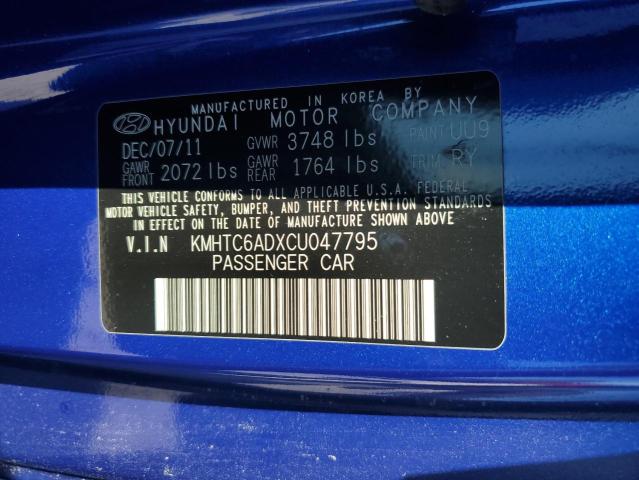 MANUFACTURED IN KOREA BY
HYUNDAI MOTOR COMPANY
DEC/07/11 GVWR 3748 lbs PAINT UU9
GAWR FRONT 2072 lbs GAWR REAR 1764 lbs TRIM RY
THIS VEHICLE CONFORMS TO ALL APPLICABLE U.S.A. FEDERAL
MOTOR VEHICLE SAFETY, BUMPER, AND THEFT PREVENTION STANDARDS
IN EFFECT ON THE DATE OF MANUFACTURE SHOWN ABOVE
V.I.N KMHTC6ADXCU047795
PASSENGER CAR